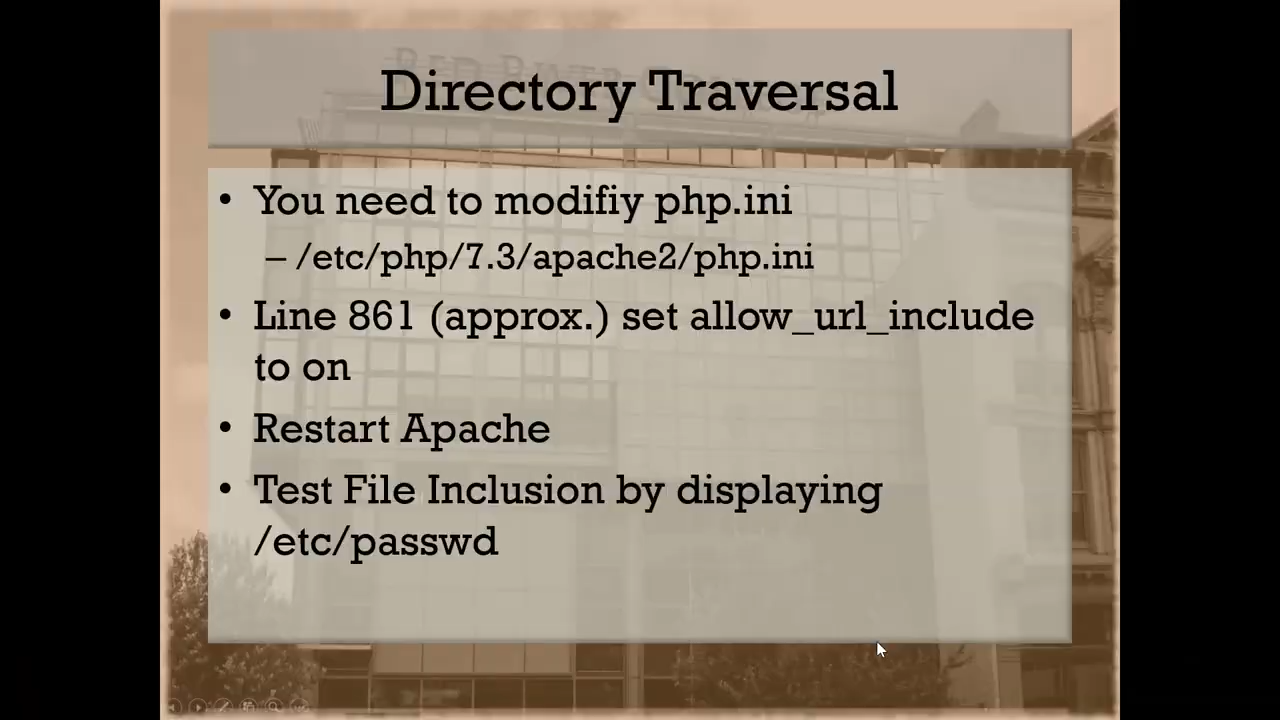 Directory Traversal
• You need to modifiy php.ini
– /etc/php/7.3/apache2/php.ini
• Line 861 (approx.) set allow_url_include
to on
• Restart Apache
• Test File Inclusion by displaying
/etc/passwd